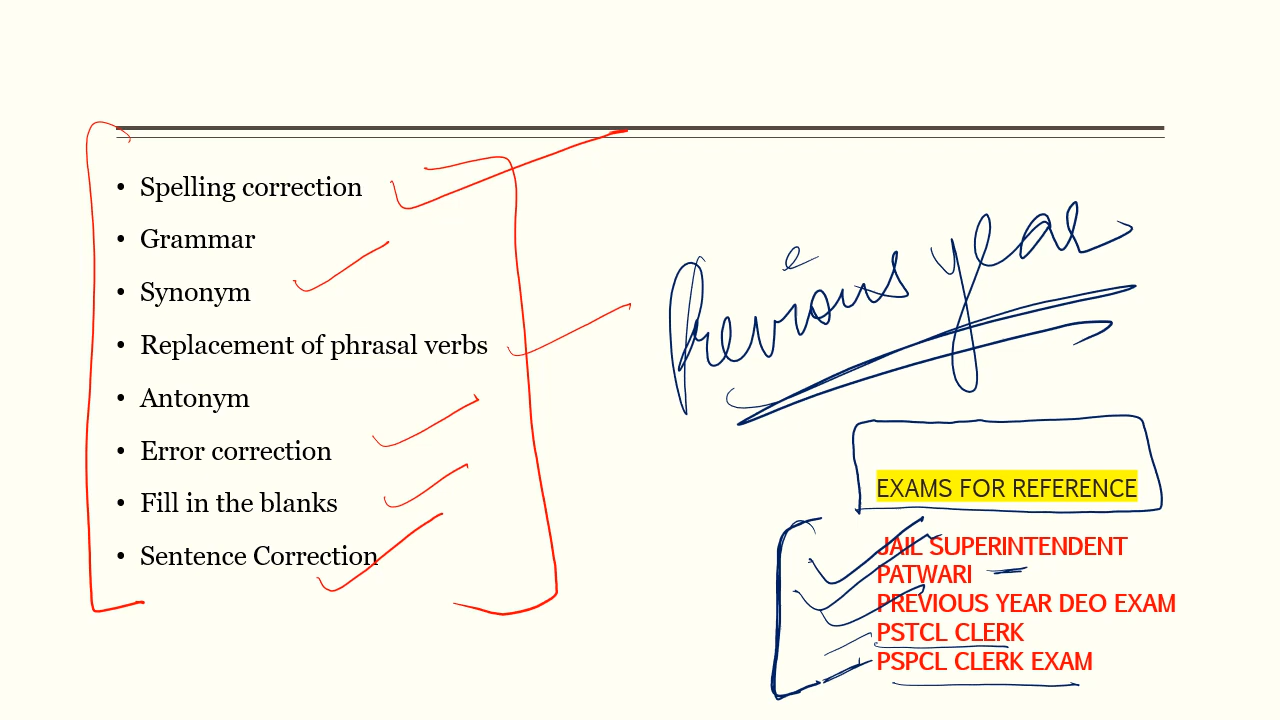 • Spelling correction
• Grammar
• Synonym
• Replacement of phrasal verbs
• Antonym
• Error correction
• Fill in the blanks
• Sentence Correction
Previous year
EXAMS FOR REFERENCE
JAIL SUPERINTENDENT
PATWARI
PREVIOUS YEAR DEO EXAM
PSTCL CLERK
PSPCL CLERK EXAM